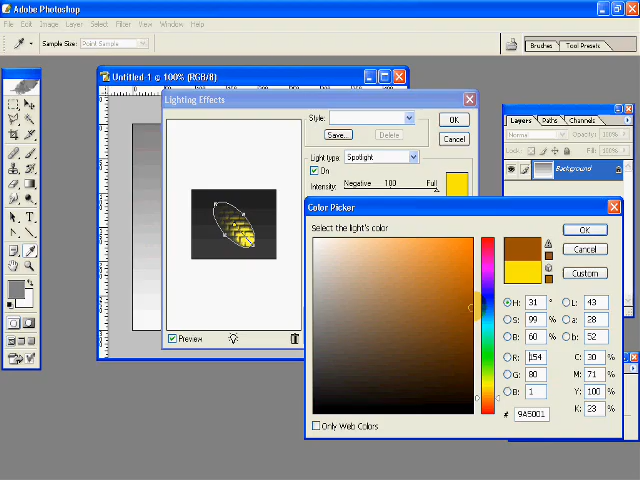 Adobe Photoshop
File Edit Image Layer Select Filter View Window Help
Sample Size: Point Sample
Brushes Tool Presets
Untitled-1 @ 100% (RGB/8)
Lighting Effects
Style:
OK
Save... Delete
Cancel
Light type: Spotlight
On
Intensity: Negative 100 Full
Preview
Layers Paths Channels
Normal Opacity: 100%
Lock: Fill: 100%
Background
Color Picker
Select the light's color:
OK
Cancel
Custom
H: 31 ° L: 43
S: 99 % a: 28
B: 60 % b: 52
R: 154 C: 30 %
G: 80 M: 71 %
B: 1 Y: 100 %
# 9A5001 K: 23 %
Only Web Colors